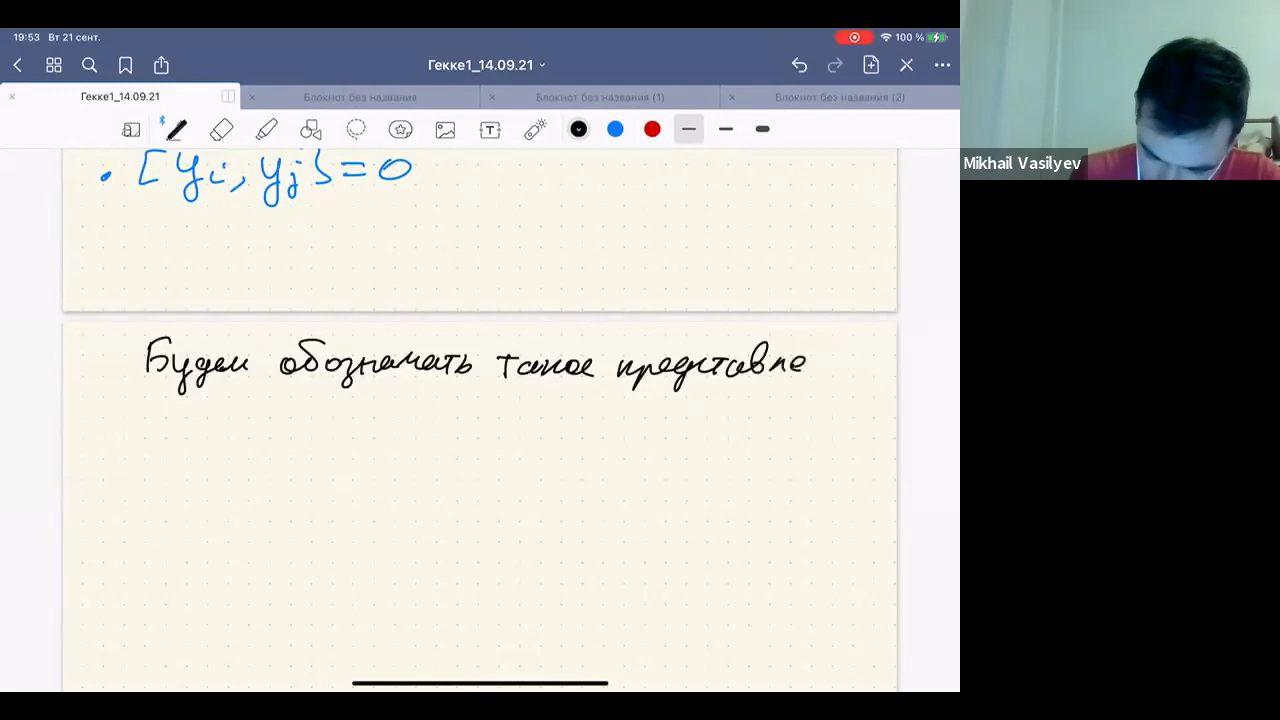 19:53 Вт 21 сент.
100 %
Гекке1_14.09.21
Гекке1_14.09.21
Блокнот без названия
Блокнот без названия (1)
Блокнот без названия (2)
Mikhail Vasilyev
• [yi, yj] = 0
Будем обозначать такое представле